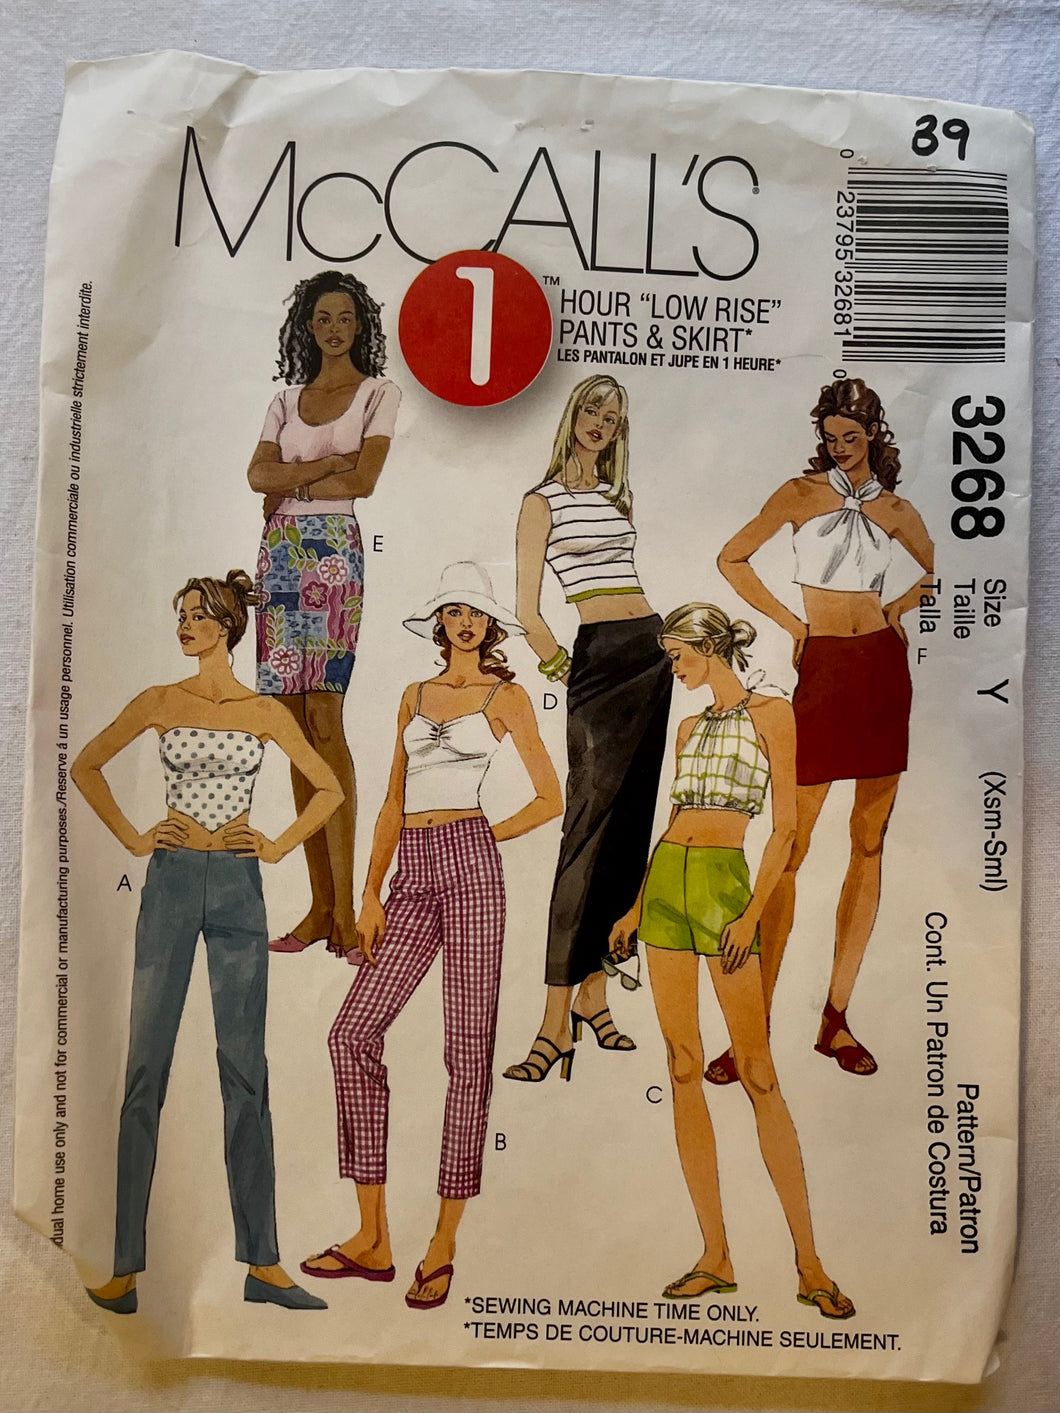 39
McCALL'S®
1
™
HOUR "LOW RISE"
PANTS & SKIRT*
LES PANTALON ET JUPE EN 1 HEURE*
0 23795 32681 0
3268
Size
Taille
Talla
Y
(Xsm-Sml)
Pattern/Patron
Cont. Un Patron de Costura
E
D
F
A
B
C
dual home use only and not for commercial or manufacturing purposes./Reserve á un usage personnel. Utilisation commerciale ou industrielle strictement interdite.
*SEWING MACHINE TIME ONLY.
*TEMPS DE COUTURE-MACHINE SEULEMENT.